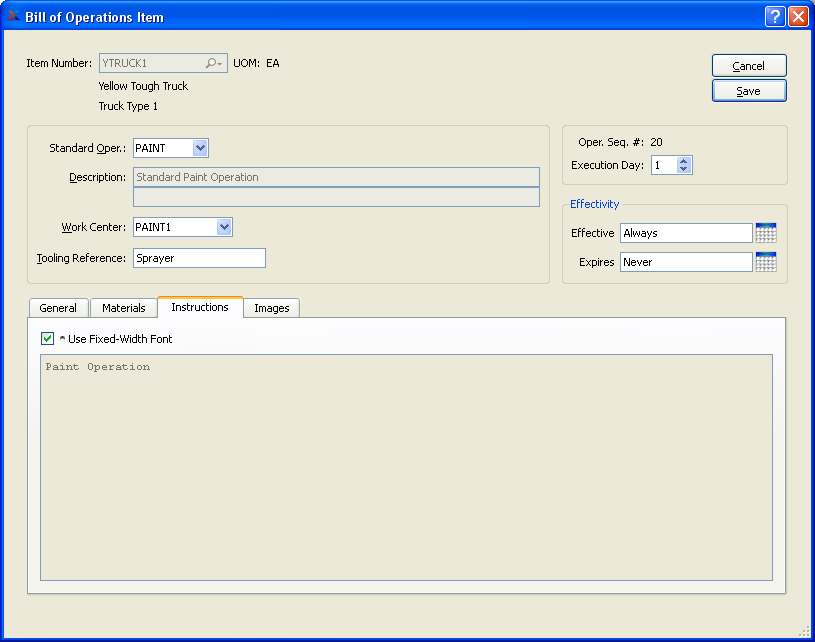 Bill of Operations Item
Item Number: YTRUCK1 UOM: EA
Cancel
Yellow Tough Truck
Save
Truck Type 1
Standard Oper.: PAINT
Oper. Seq. #: 20
Execution Day: 1
Description: Standard Paint Operation
Effectivity
Work Center: PAINT1
Effective Always
Tooling Reference: Sprayer
Expires Never
General Materials Instructions Images
^ Use Fixed-Width Font
Paint Operation